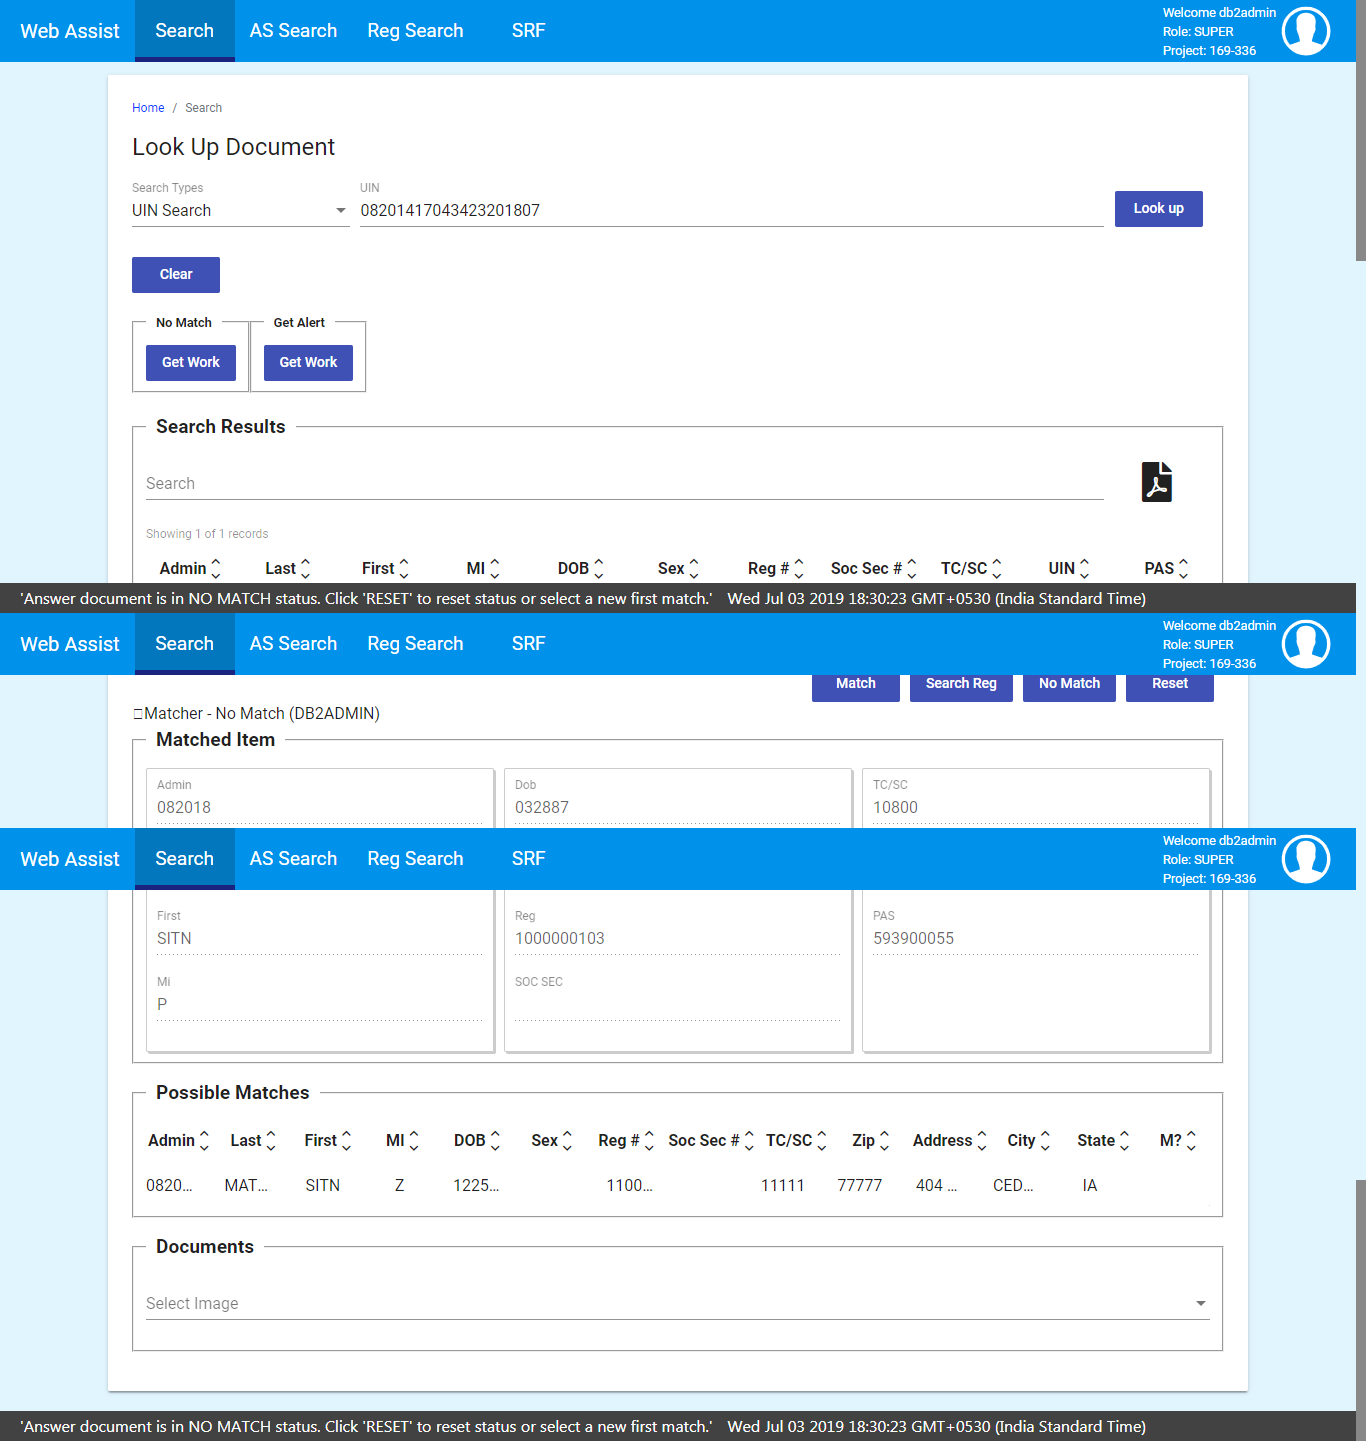 Web Assist Search AS Search Reg Search SRF
Welcome db2admin
Role: SUPER
Project: 169-336
Home / Search
Look Up Document
Search Types UIN
UIN Search 08201417043423201807 Look up
Clear
No Match Get Alert
Get Work Get Work
Search Results
Search
Showing 1 of 1 records
Admin Last First MI DOB Sex Reg # Soc Sec # TC/SC UIN PAS
'Answer document is in NO MATCH status. Click 'RESET' to reset status or select a new first match.' Wed Jul 03 2019 18:30:23 GMT+0530 (India Standard Time)
Web Assist Search AS Search Reg Search SRF
Welcome db2admin
Role: SUPER
Project: 169-336
Match Search Reg No Match Reset
Matcher - No Match (DB2ADMIN)
Matched Item
Admin Dob TC/SC
082018 032887 10800
Web Assist Search AS Search Reg Search SRF
Welcome db2admin
Role: SUPER
Project: 169-336
First Reg PAS
SITN 1000000103 593900055
Mi SOC SEC
P
Possible Matches
Admin Last First MI DOB Sex Reg # Soc Sec # TC/SC Zip Address City State M?
0820... MAT... SITN Z 1225... 1100... 11111 77777 404 ... CED... IA
Documents
Select Image
'Answer document is in NO MATCH status. Click 'RESET' to reset status or select a new first match.' Wed Jul 03 2019 18:30:23 GMT+0530 (India Standard Time)